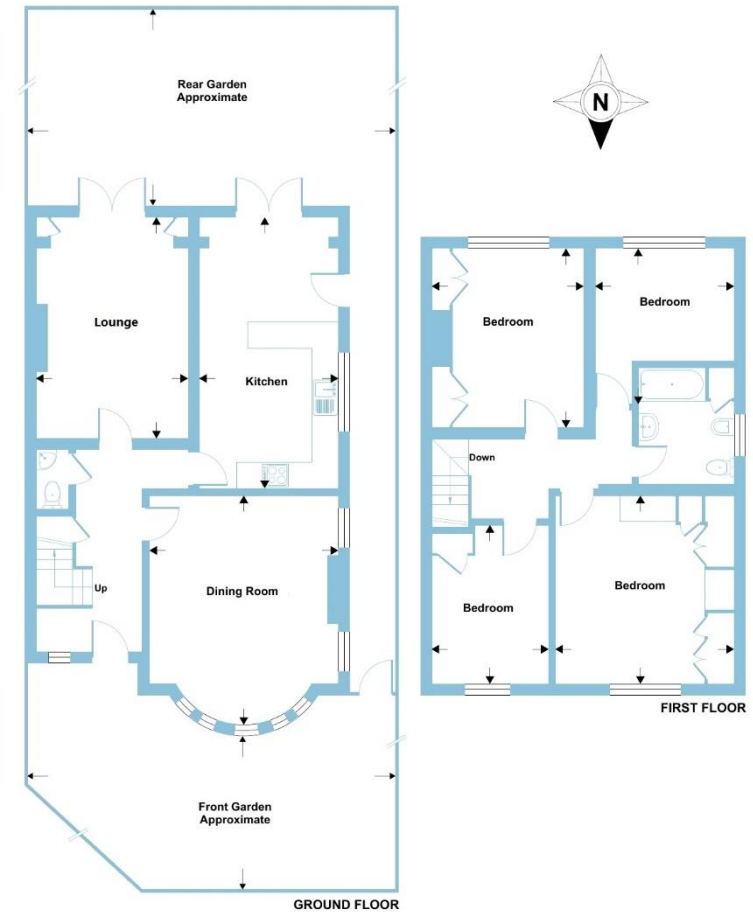 Rear Garden
Approximate
N
Lounge
Kitchen
Up
Dining Room
Front Garden
Approximate
GROUND FLOOR
Bedroom
Bedroom
Down
Bedroom
Bedroom
FIRST FLOOR